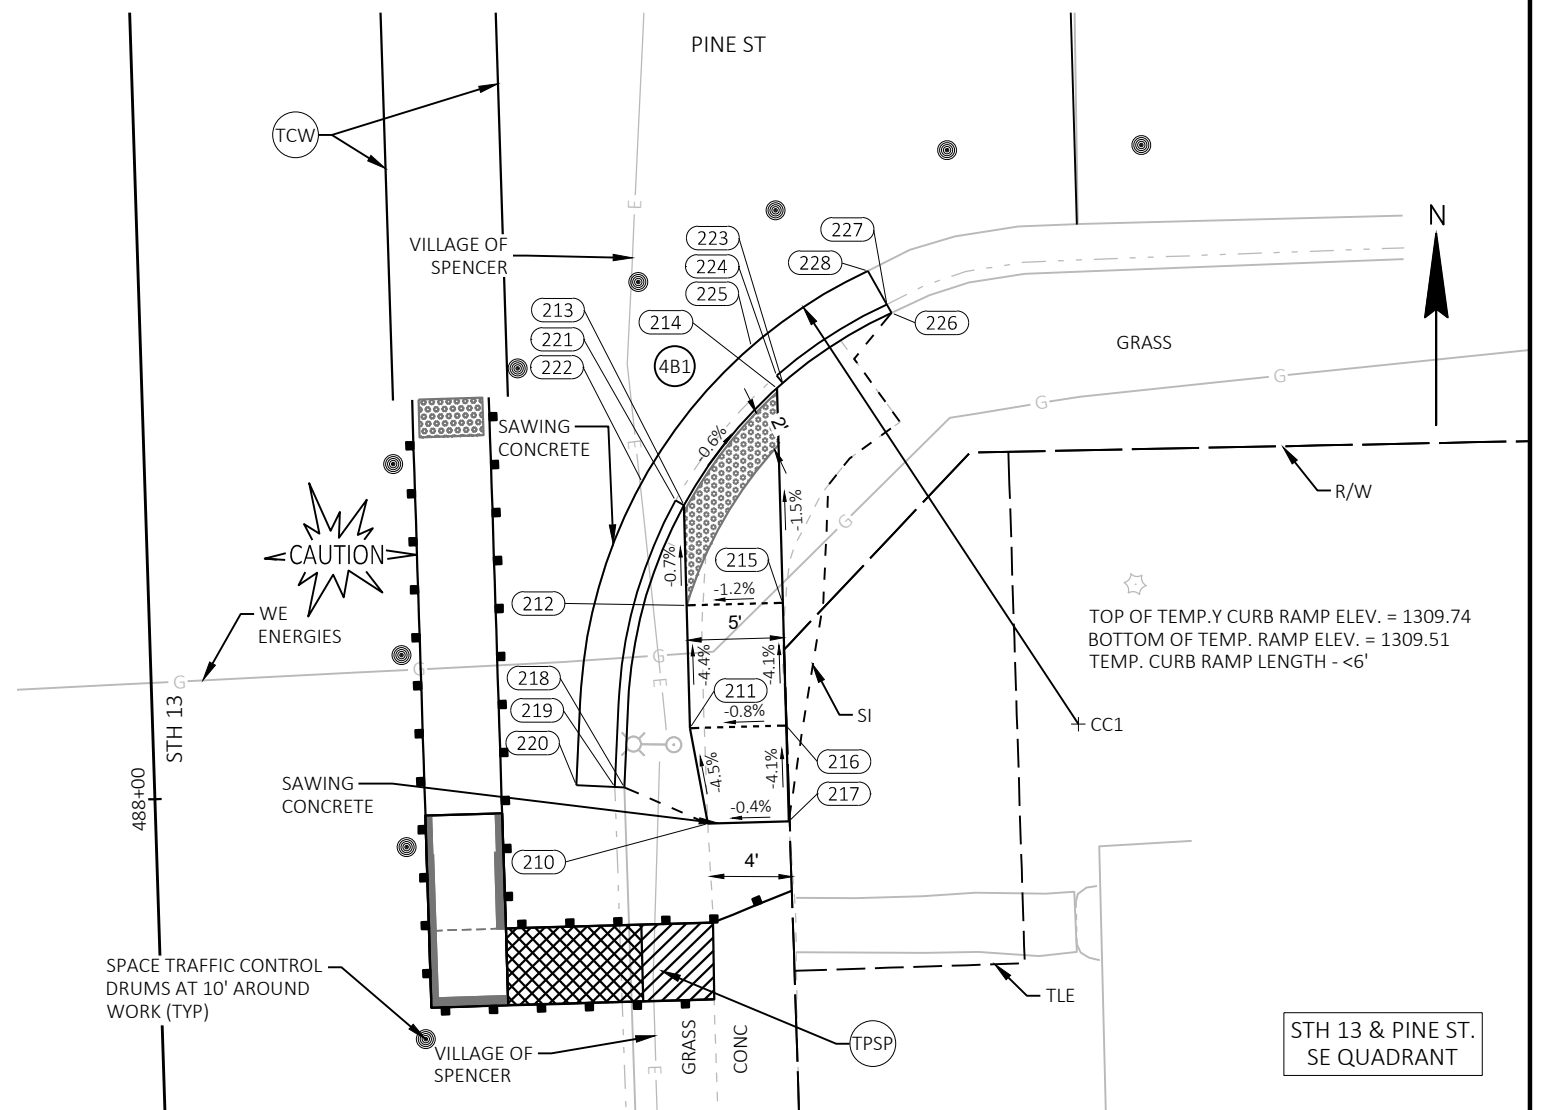 PINE ST
TCW
N
VILLAGE OF
SPENCER
E
223
224
225
227
228
213
221
222
214
226
4B1
GRASS
G
G
SAWING
CONCRETE
E
E
-0.6%
2'
R/W
-1.5%
G
CAUTION
-0.7%
215
-1.2%
212
WE
ENERGIES
5'
TOP OF TEMP.Y CURB RAMP ELEV. = 1309.74
BOTTOM OF TEMP. RAMP ELEV. = 1309.51
TEMP. CURB RAMP LENGTH - <6'
G
G
G
E
-4.4%
-4.1%
218
219
220
211
-0.8%
SI
CC1
STH 13
488+00
216
217
-4.5%
-4.1%
-0.4%
SAWING
CONCRETE
210
4'
SPACE TRAFFIC CONTROL
DRUMS AT 10' AROUND
WORK (TYP)
TLE
VILLAGE OF
SPENCER
E
GRASS
CONC
TPSP
STH 13 & PINE ST.
SE QUADRANT